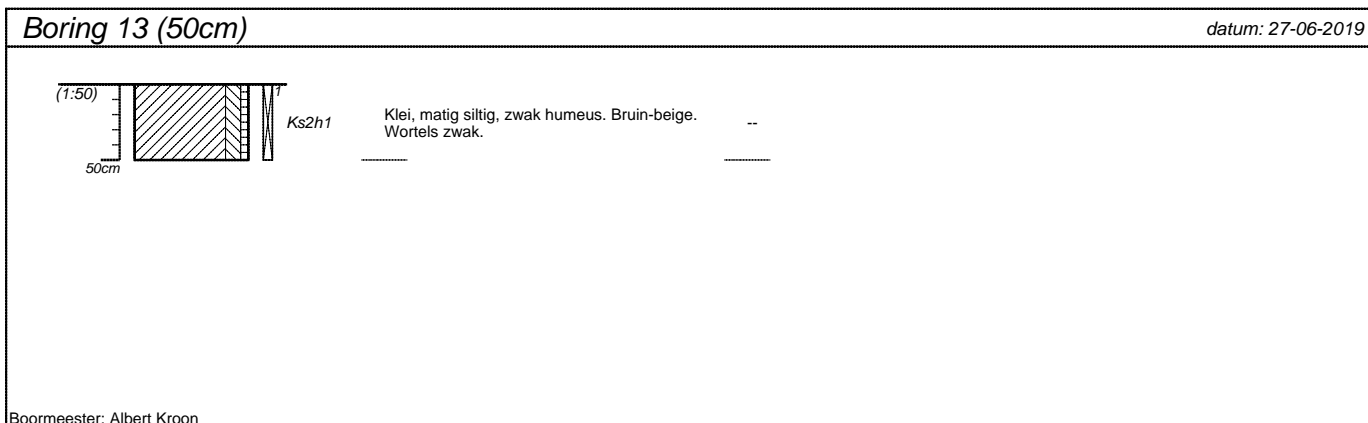 Boring 13 (50cm)
datum: 27-06-2019
(1:50)
1
Ks2h1
Klei, matig siltig, zwak humeus. Bruin-beige.
Wortels zwak.
--
50cm
Boormeester: Albert Kroon